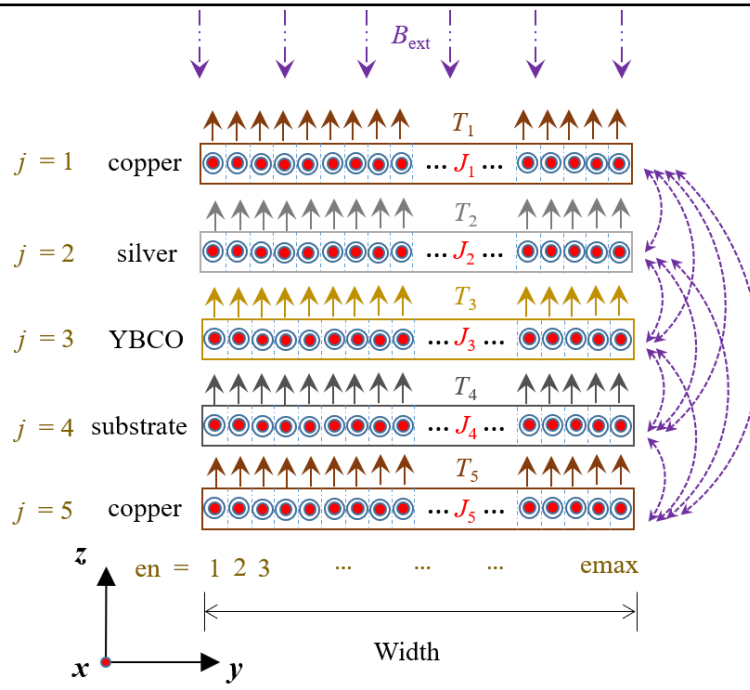 B_ext
T_1
j = 1 copper ... J_1 ...
T_2
j = 2 silver ... J_2 ...
T_3
j = 3 YBCO ... J_3 ...
T_4
j = 4 substrate ... J_4 ...
T_5
j = 5 copper ... J_5 ...
en = 1 2 3 ... ... ... emax
z
Width
x y